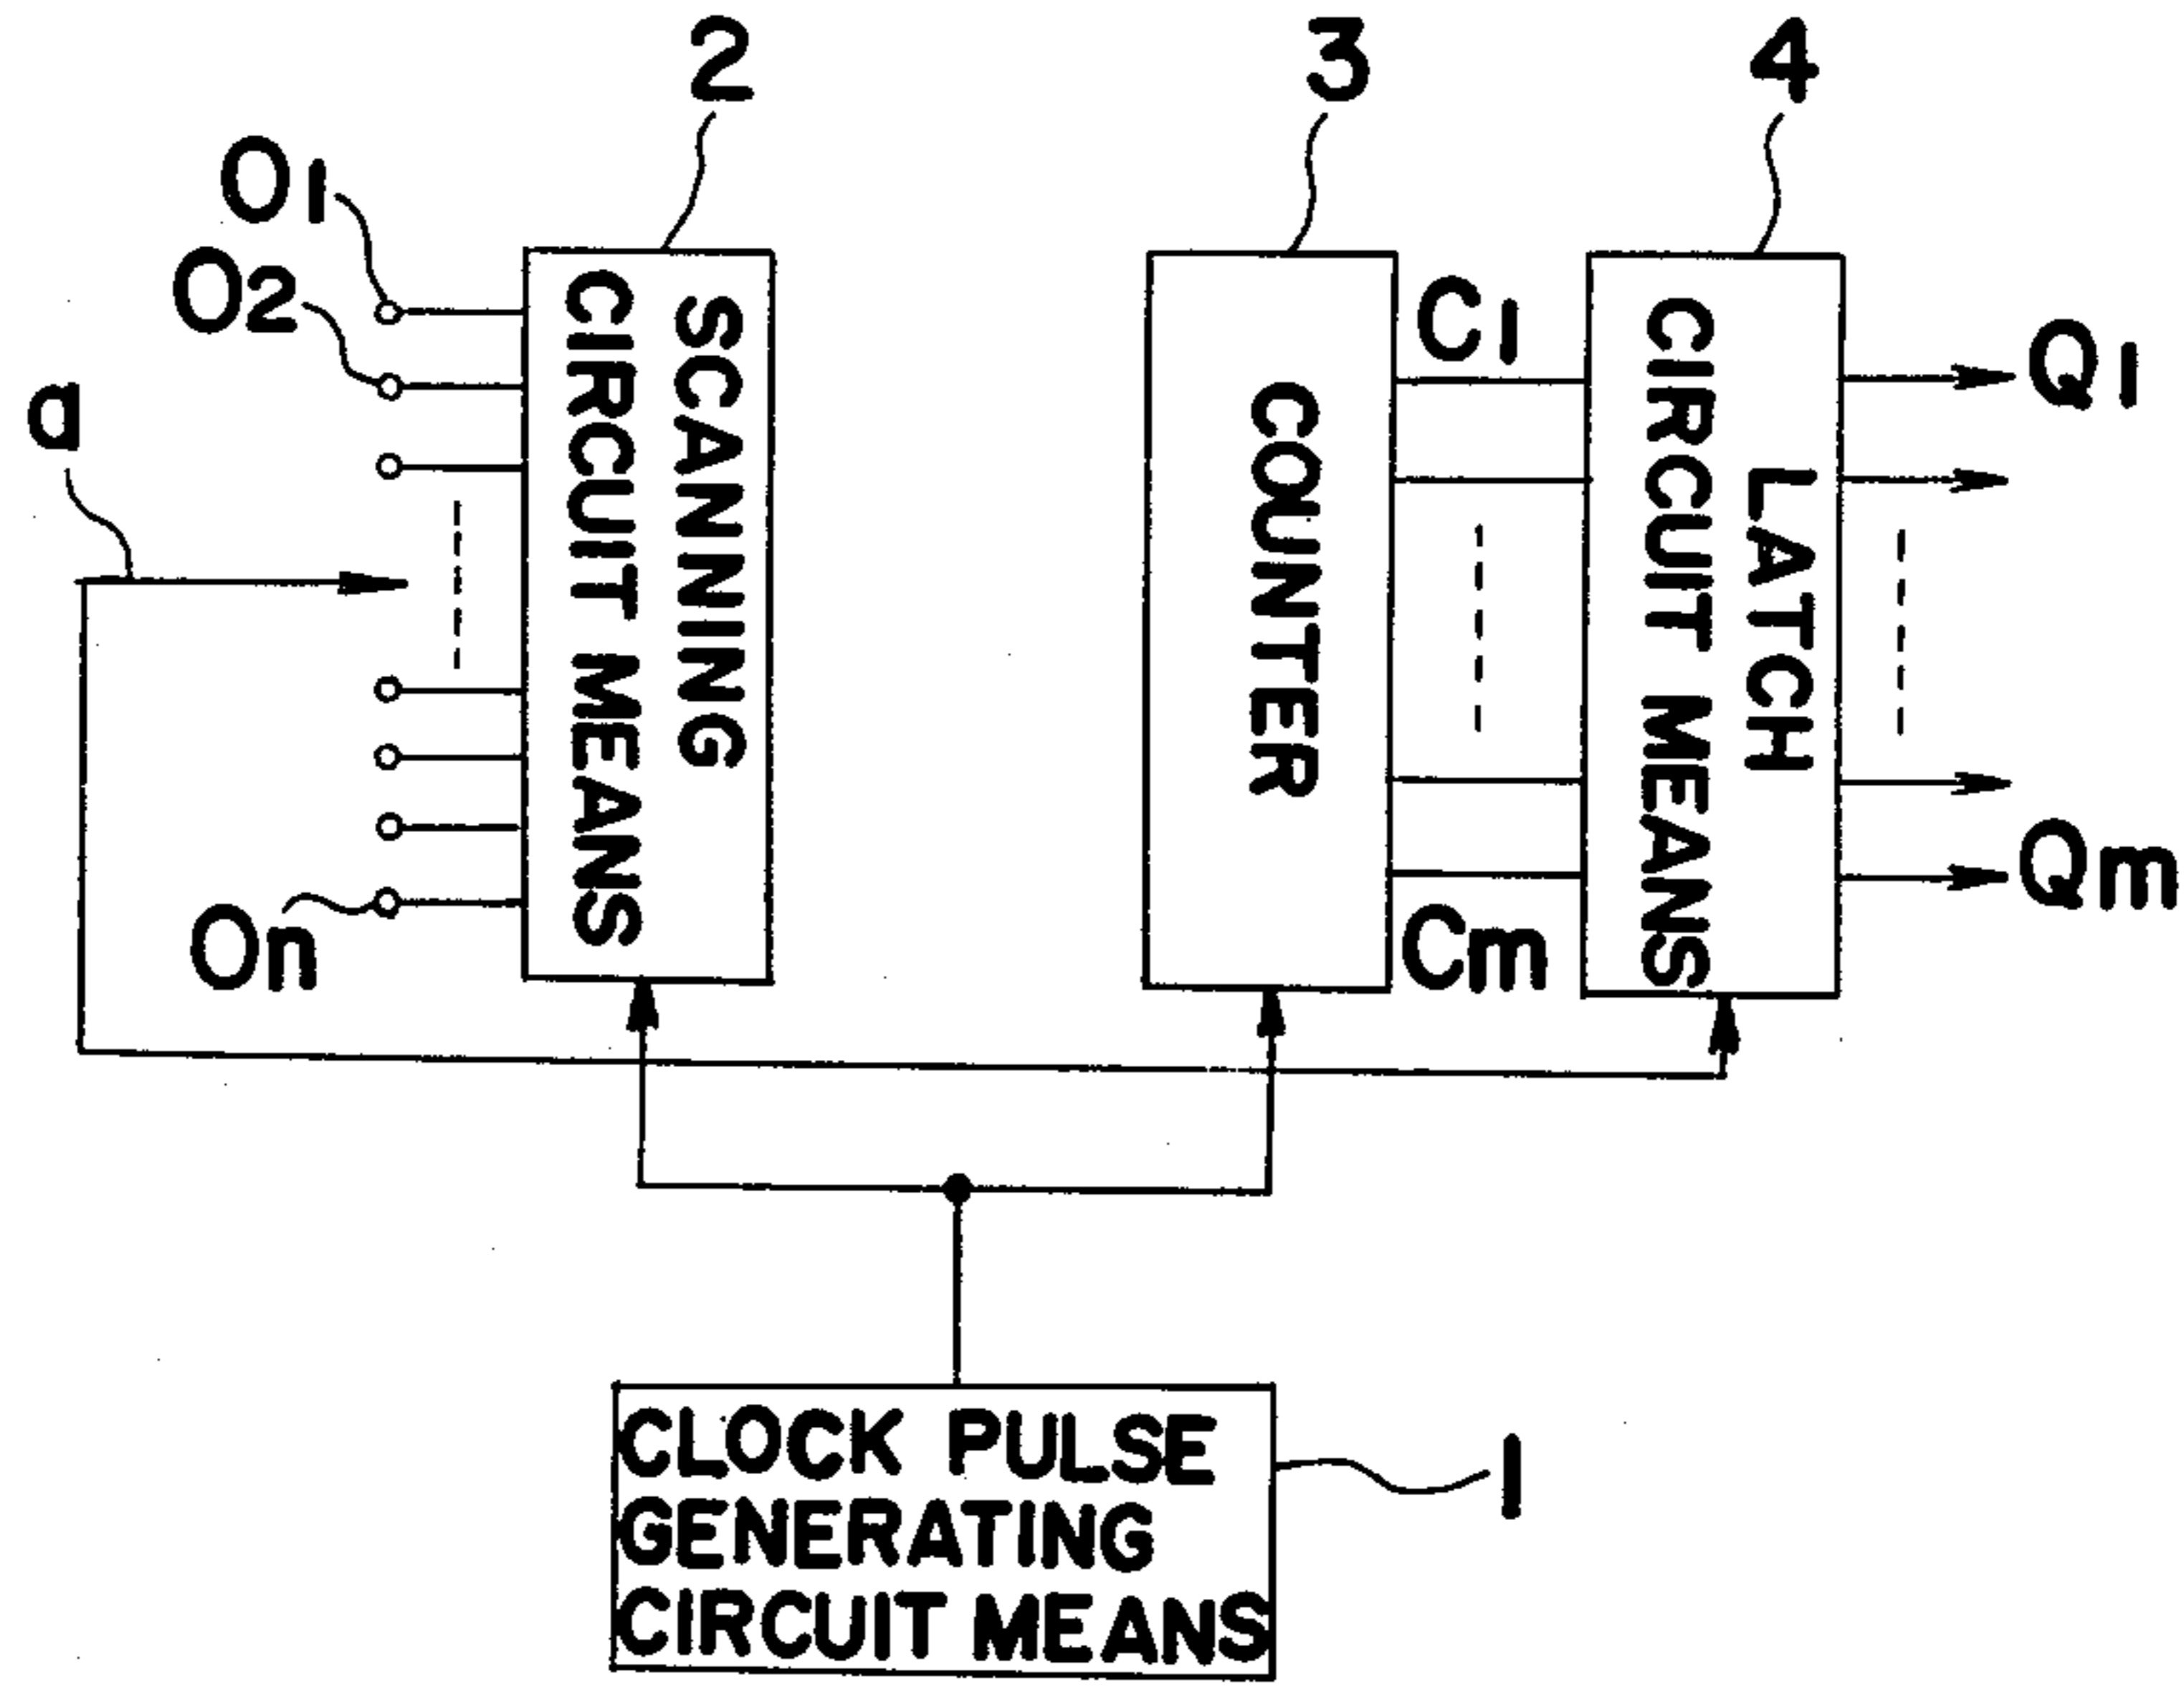 2
3
4
O1
O2
a
On
SCANNING
CIRCUIT MEANS
COUNTER
C1
Cm
LATCH
CIRCUIT MEANS
Q1
Qm
CLOCK PULSE
GENERATING
CIRCUIT MEANS
1